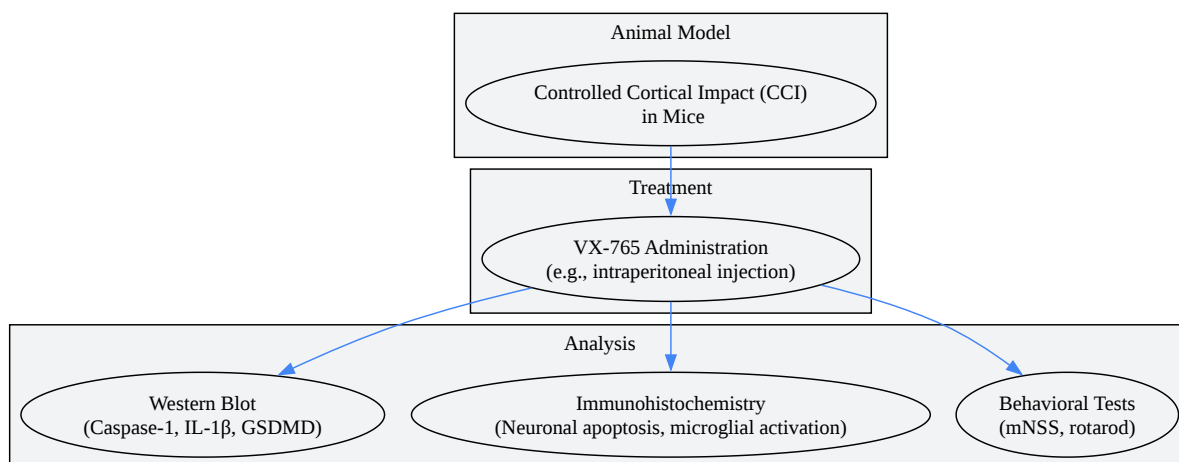 Animal Model
Controlled Cortical Impact (CCI)
in Mice
Treatment
VX-765 Administration
(e.g., intraperitoneal injection)
Analysis
Western Blot
(Caspase-1, IL-1β, GSDMD)
Immunohistochemistry
(Neuronal apoptosis, microglial activation)
Behavioral Tests
(mNSS, rotarod)